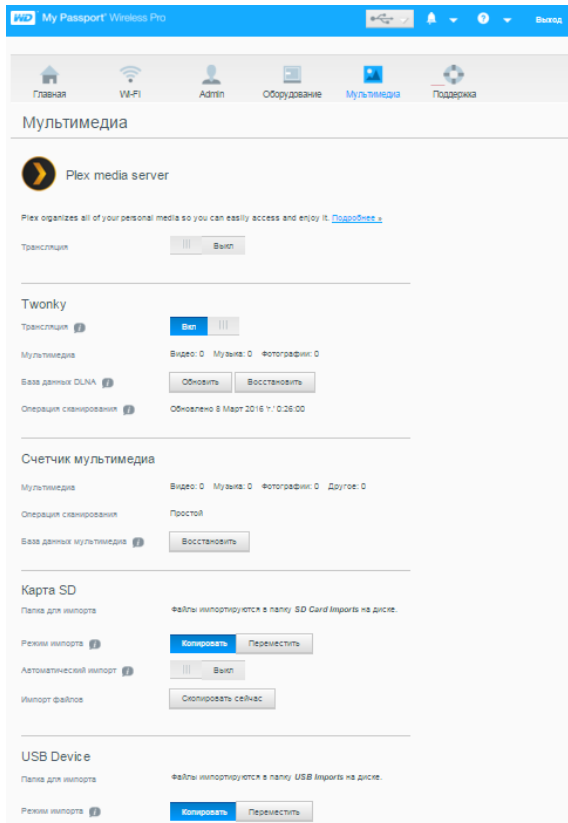 WD My Passport® Wireless Pro
? Выход
Главная Wi-Fi Admin Оборудование Мультимедиа Поддержка
Мультимедиа
Plex media server
Plex organizes all of your personal media so you can easily access and enjoy it. Подробнее »
Трансляция Выкл
Twonky
Трансляция i Вкл
Мультимедиа Видео: 0 Музыка: 0 Фотографии: 0
База данных DLNA i Обновить Восстановить
Операция сканирования i Обновлено 8 Март 2016 г.' 0:26:00
Счетчик мультимедиа
Мультимедиа Видео: 0 Музыка: 0 Фотографии: 0 Другое: 0
Операция сканирования Простой
База данных мультимедиа i Восстановить
Карта SD
Папка для импорта Файлы импортируются в папку SD Card Imports на диске.
Режим импорта i Копировать Переместить
Автоматический импорт i Выкл
Импорт файлов Скопировать сейчас
USB Device
Папка для импорта Файлы импортируются в папку USB Imports на диске.
Режим импорта i Копировать Переместить